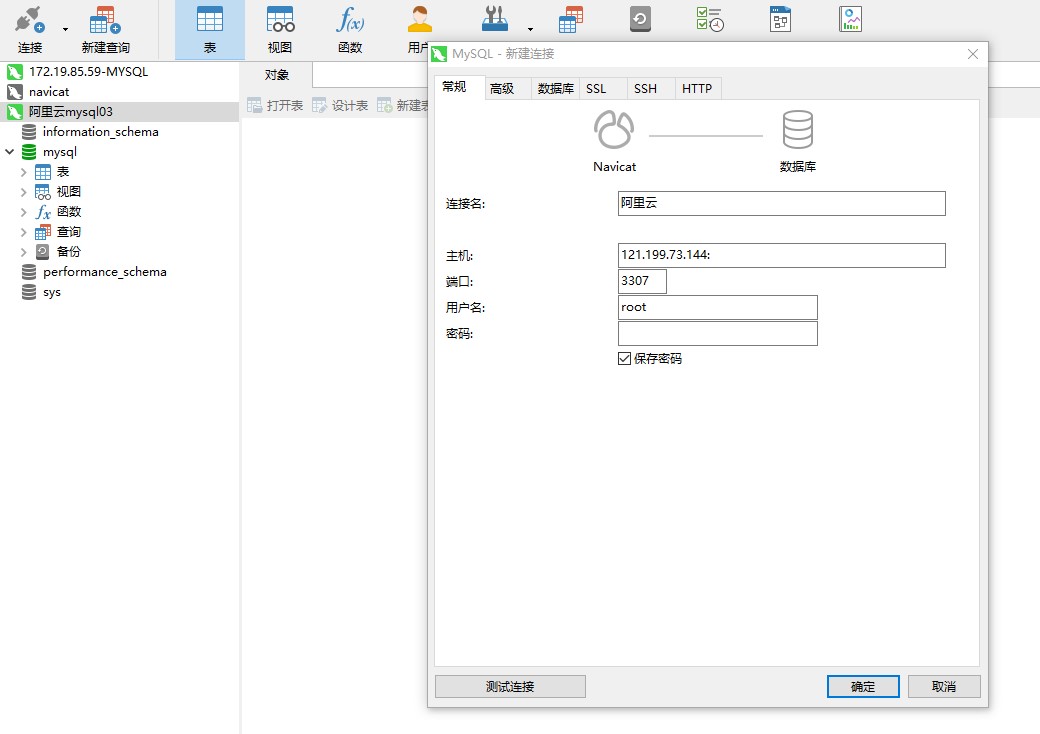 连接
新建查询
表
视图
函数
用户
172.19.85.59-MYSQL
navicat
阿里云mysql03
information_schema
mysql
表
视图
函数
查询
备份
performance_schema
sys
对象
打开表
设计表
新建表
MySQL - 新建连接
常规
高级
数据库
SSL
SSH
HTTP
Navicat
数据库
连接名:
阿里云
主机:
121.199.73.144:
端口:
3307
用户名:
root
密码:
保存密码
测试连接
确定
取消